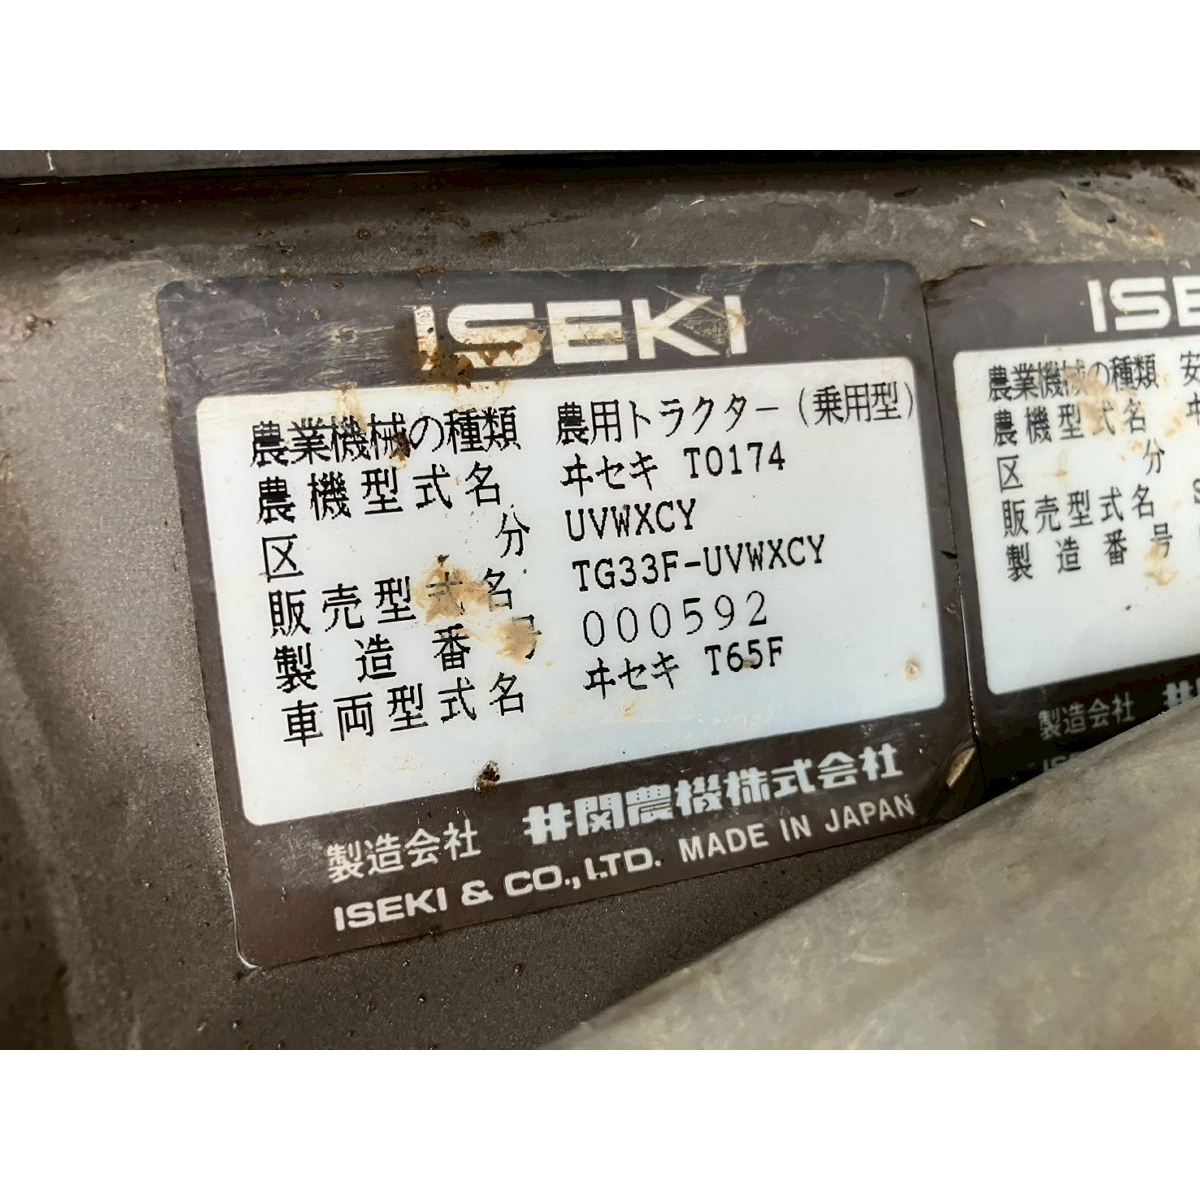 ISEKI
農業機械の種類 農用トラクター(乗用型)
農機型式名 ヰセキ T0174
区分 UVWXCY
販売型式名 TG33F-UVWXCY
製造番号 000592
車両型式名 ヰセキ T65F
製造会社 井関農機株式会社
ISEKI & CO., LTD. MADE IN JAPAN
農業機械の種類 安
農機型式名
区分
販売型式名 S
製造番号
製造会社 井